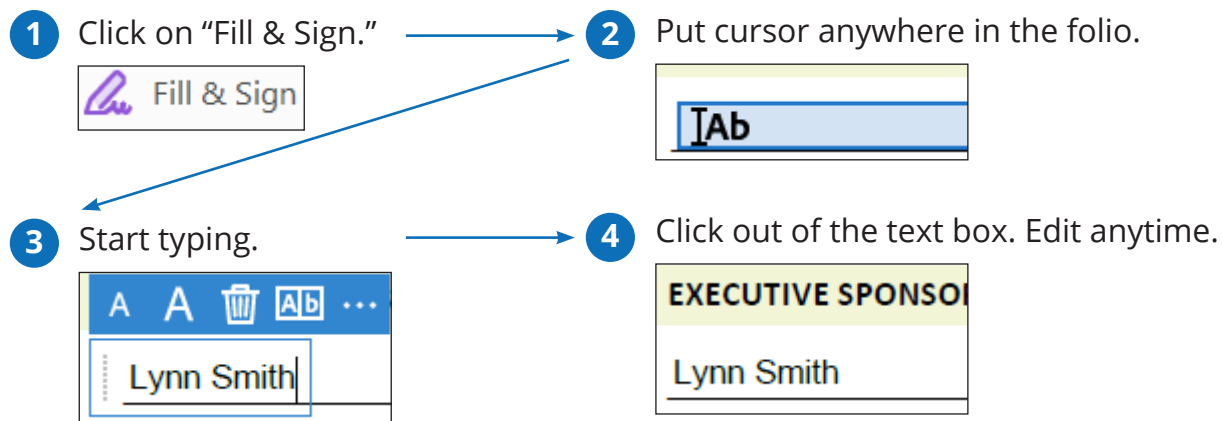 1 Click on “Fill & Sign.”
Fill & Sign
2 Put cursor anywhere in the folio.
Ab
3 Start typing.
A A Ab ...
Lynn Smith
4 Click out of the text box. Edit anytime.
EXECUTIVE SPONSO
Lynn Smith